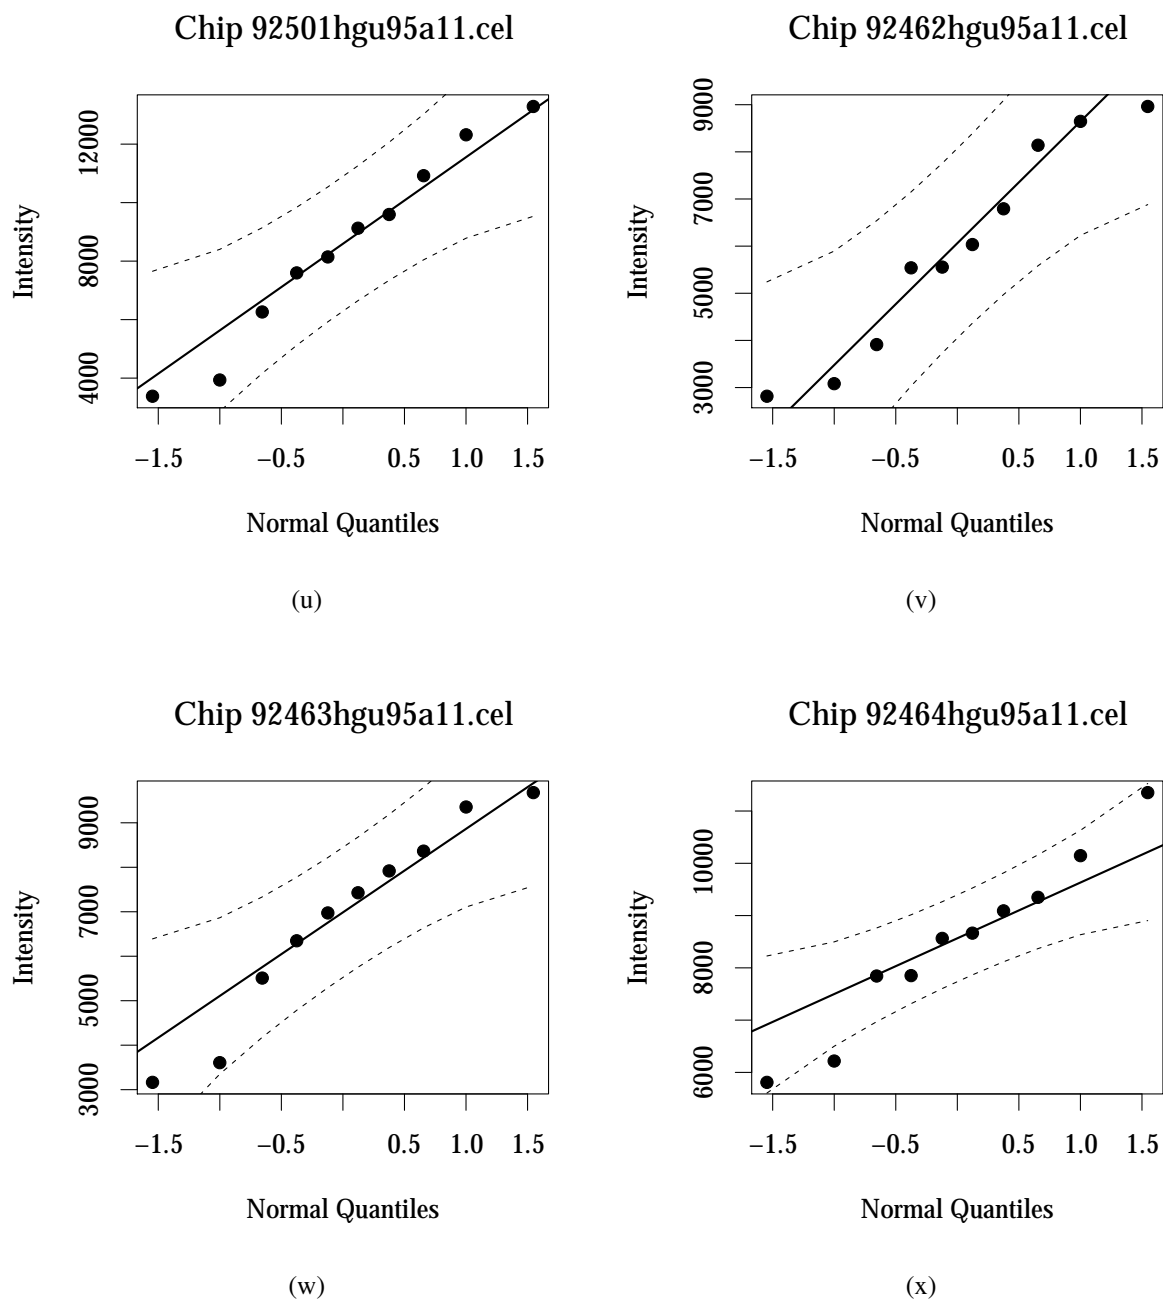 Chip 92501hgu95a11.cel
Intensity
4000 8000 12000
−1.5 −0.5 0.5 1.0 1.5
Normal Quantiles
(u)
Chip 92462hgu95a11.cel
Intensity
3000 5000 7000 9000
−1.5 −0.5 0.5 1.0 1.5
Normal Quantiles
(v)
Chip 92463hgu95a11.cel
Intensity
3000 5000 7000 9000
−1.5 −0.5 0.5 1.0 1.5
Normal Quantiles
(w)
Chip 92464hgu95a11.cel
Intensity
6000 8000 10000
−1.5 −0.5 0.5 1.0 1.5
Normal Quantiles
(x)